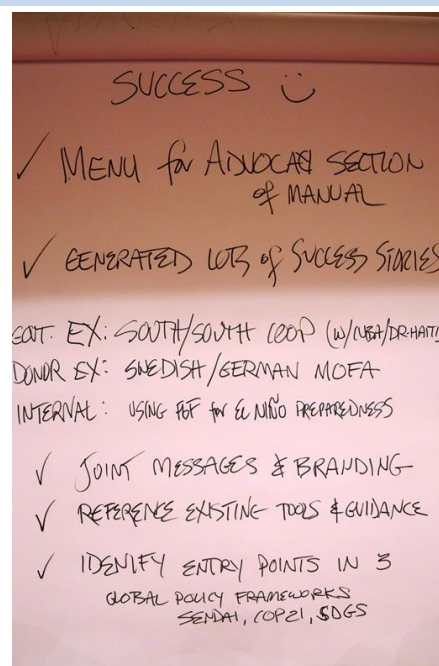 SUCCESS
✓ MENU for ADVOCACY SECTION
of MANUAL
✓ GENERATED LOTS of SUCCESS STORIES
GOVT. EX: SOUTH/SOUTH COOP (W/CUBA/DR·HAITI)
DONOR EX: SWEDISH/GERMAN MOFA
INTERNAL: USING FBF for EL NIÑO PREPAREDNESS
✓ JOINT MESSAGES & BRANDING
✓ REFERENCE EXISTING TOOLS & GUIDANCE
✓ IDENTIFY ENTRY POINTS IN 3
GLOBAL POLICY FRAMEWORKS
SENDAI, COP21, SDGS